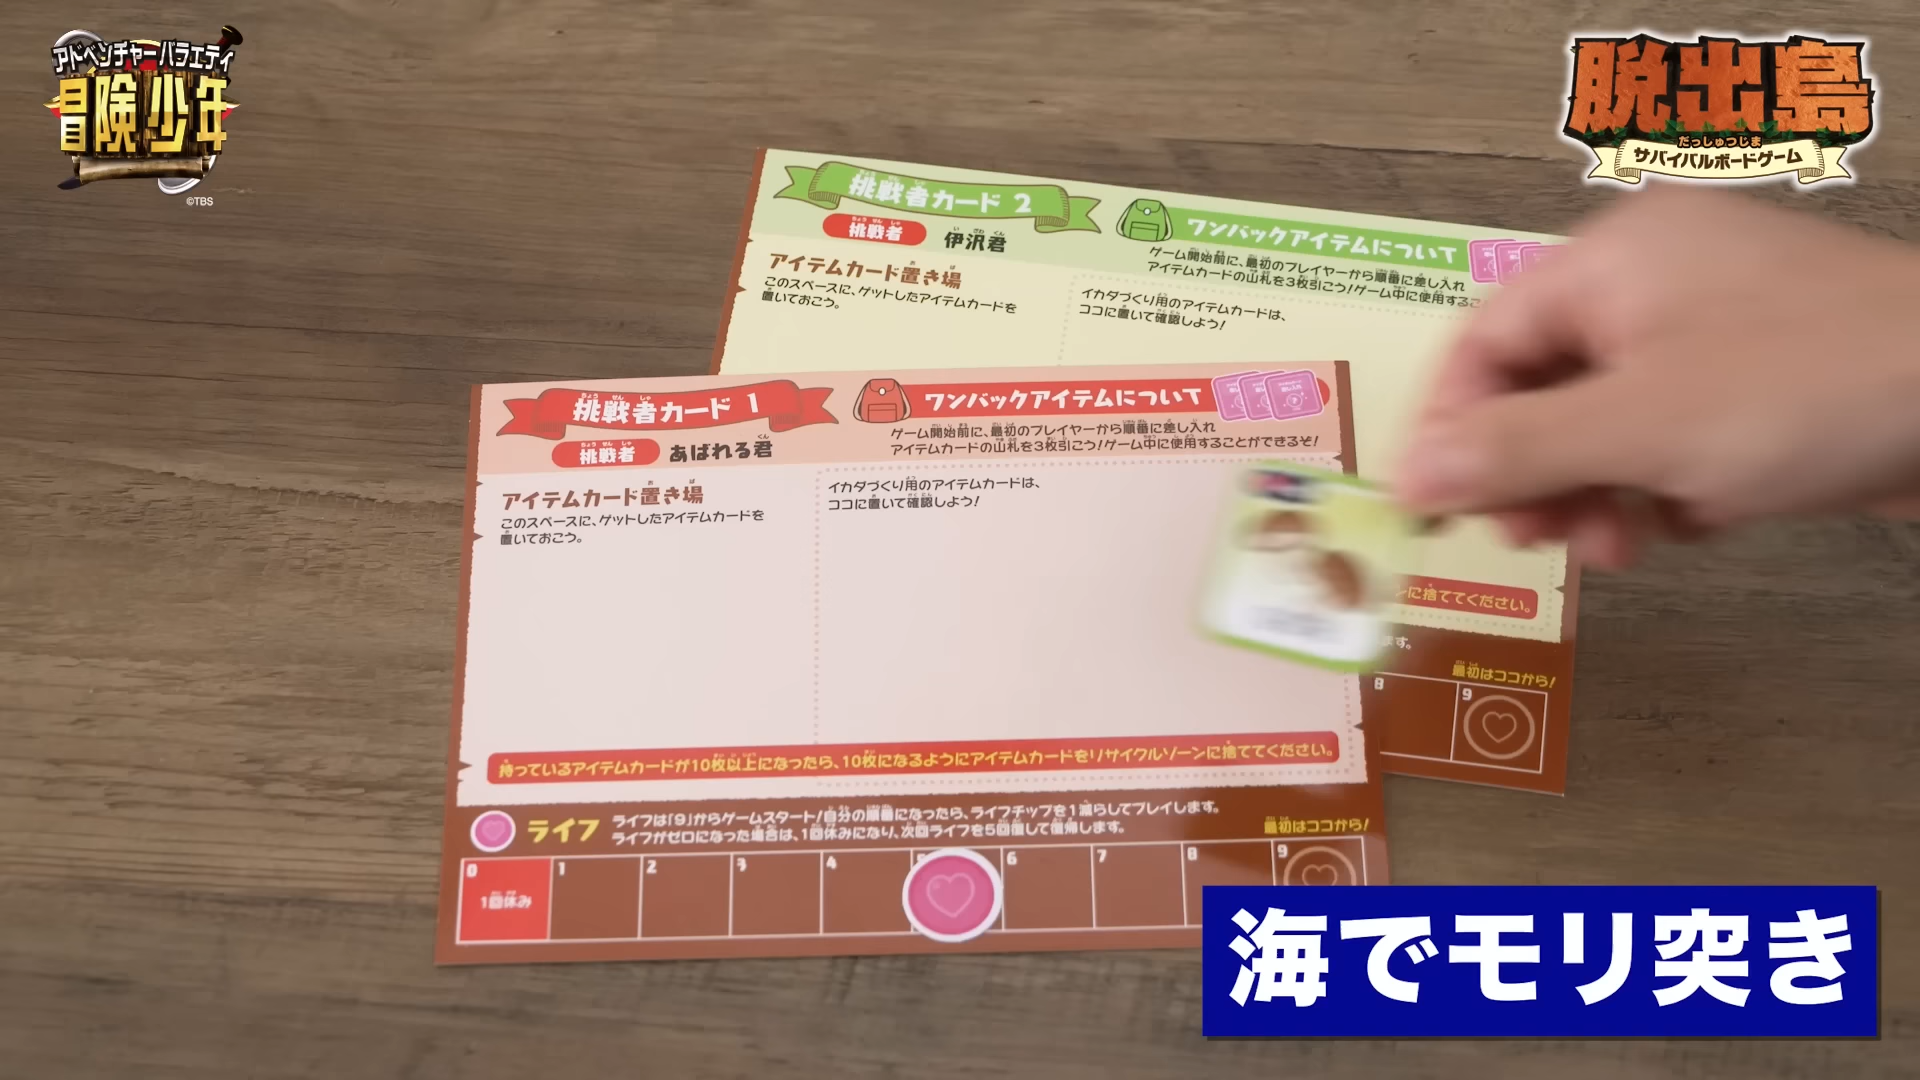 アドベンチャーバラエティ
冒険少年
©TBS
脱出島
だっしゅつじま
サバイバルボードゲーム
挑戦者カード 2
挑戦者
伊沢君
ワンバックアイテムについて
ゲーム開始前に、最初のプレイヤーから順番に差し入れ
アイテムカードの山札を3枚引こう!ゲーム中に使用するこ
アイテムカード置き場
このスペースに、ゲットしたアイテムカードを
置いておこう。
イカダづくり用のアイテムカードは、
ココに置いて確認しよう!
ンに捨ててください。
ます。
最初はココから!
8
9
挑戦者カード 1
挑戦者
あばれる君
ワンバックアイテムについて
ゲーム開始前に、最初のプレイヤーから順番に差し入れ
アイテムカードの山札を3枚引こう!ゲーム中に使用することができるぞ!
アイテムカード置き場
このスペースに、ゲットしたアイテムカードを
置いておこう。
イカダづくり用のアイテムカードは、
ココに置いて確認しよう!
持っているアイテムカードが10枚以上になったら、10枚になるようにアイテムカードをリサイクルゾーンに捨ててください。
ライフ
ライフは「9」からゲームスタート!自分の順番になったら、ライフチップを1減らしてプレイします。
ライフがゼロになった場合は、1回休みになり、次回ライフを5回復して復帰します。
最初はココから!
0
1回休み
1
2
3
4
6
7
8
9
海でモリ突き